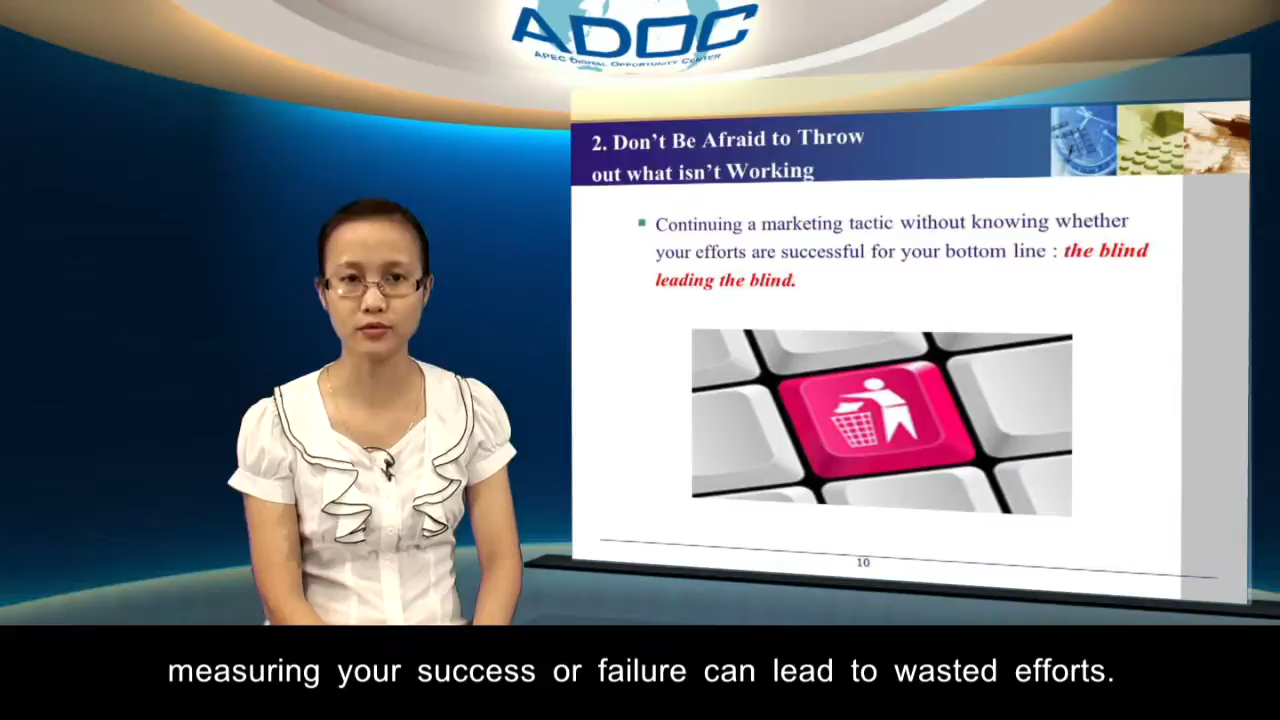 ADOC
APEC DIGITAL OPPORTUNITY CENTER
2. Don't Be Afraid to Throw
out what isn't Working
Continuing a marketing tactic without knowing whether
your efforts are successful for your bottom line : the blind
leading the blind.
10
measuring your success or failure can lead to wasted efforts.